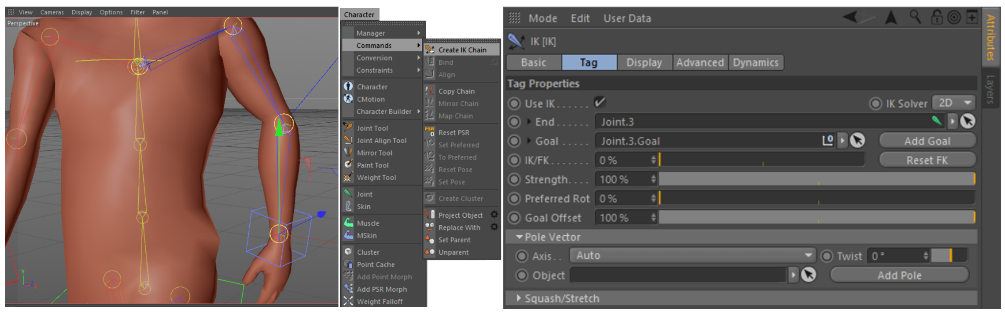 View Cameras Display Options Filter Panel
Perspective
Character
Manager
Commands
Conversion
Constraints
Character
CMotion
Character Builder
Joint Tool
Joint Align Tool
Mirror Tool
Paint Tool
Weight Tool
Joint
Skin
Muscle
MSkin
Cluster
Point Cache
Add Point Morph
Add PSR Morph
Weight Falloff
Create IK Chain
Bind
Align
Copy Chain
Mirror Chain
Map Chain
PSR Reset PSR
Set Preferred
To Preferred
Reset Pose
Set Pose
Create Cluster
Project Object
Replace With
Set Parent
Unparent
Mode Edit User Data
IK [IK]
Basic Tag Display Advanced Dynamics
Tag Properties
Use IK . . . . . . ✔ IK Solver 2D
End . . . . . . Joint.3
Goal . . . . . Joint.3.Goal Add Goal
IK/FK . . . . . . 0 % Reset FK
Strength. . . . 100 %
Preferred Rot 0 %
Goal Offset 100 %
Pole Vector
Axis . . Auto Twist 0 °
Object Add Pole
Squash/Stretch
Attributes
Layers